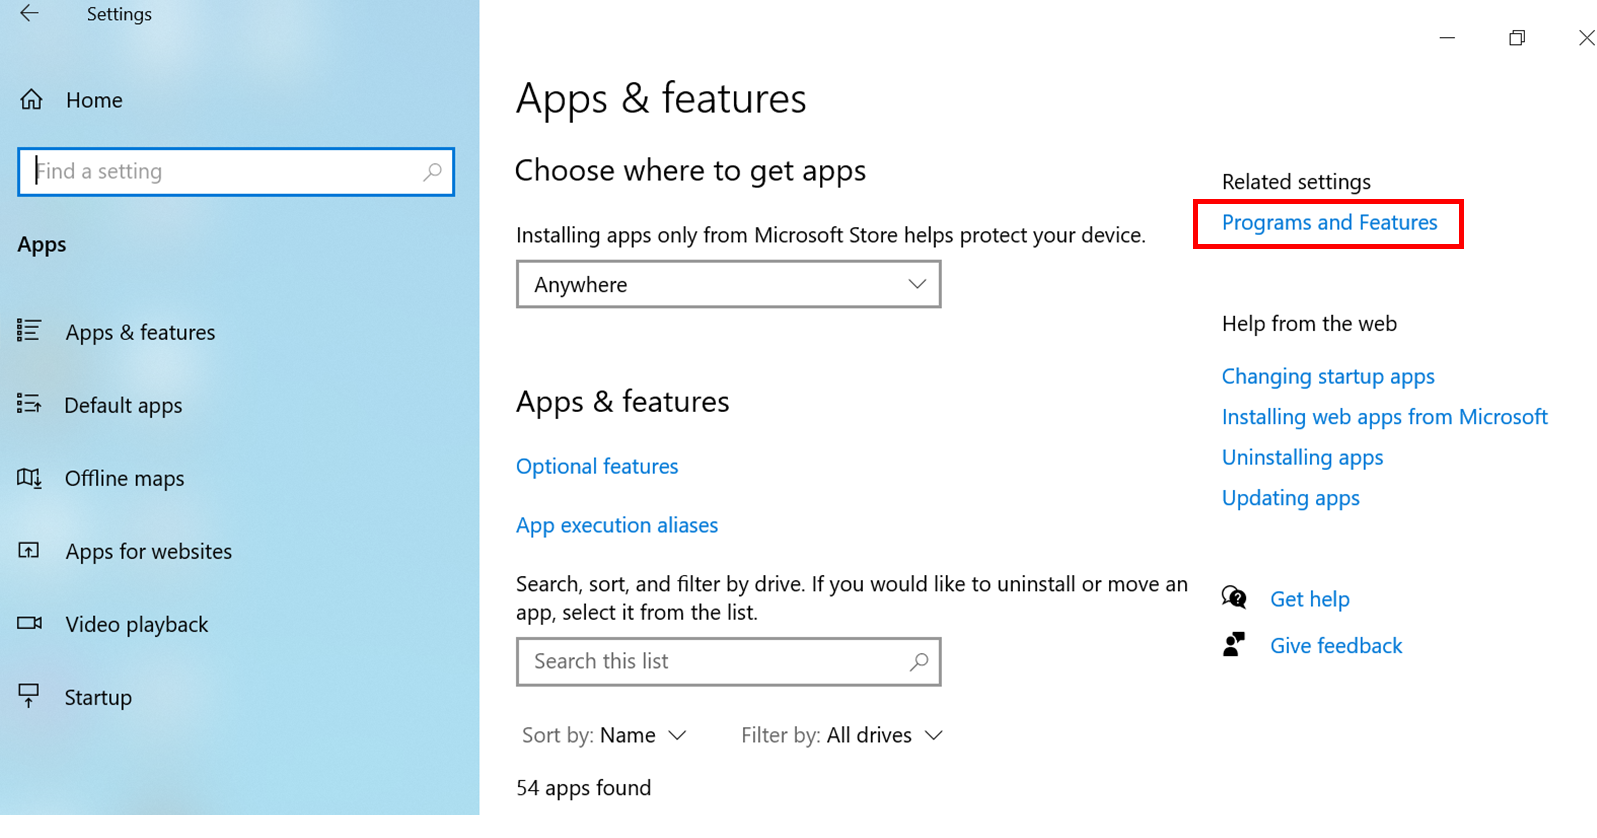 Settings
Home
Find a setting
Apps
Apps & features
Default apps
Offline maps
Apps for websites
Video playback
Startup
Apps & features
Choose where to get apps
Installing apps only from Microsoft Store helps protect your device.
Anywhere
Apps & features
Optional features
App execution aliases
Search, sort, and filter by drive. If you would like to uninstall or move an
app, select it from the list.
Search this list
Sort by: Name
Filter by: All drives
54 apps found
Related settings
Programs and Features
Help from the web
Changing startup apps
Installing web apps from Microsoft
Uninstalling apps
Updating apps
Get help
Give feedback